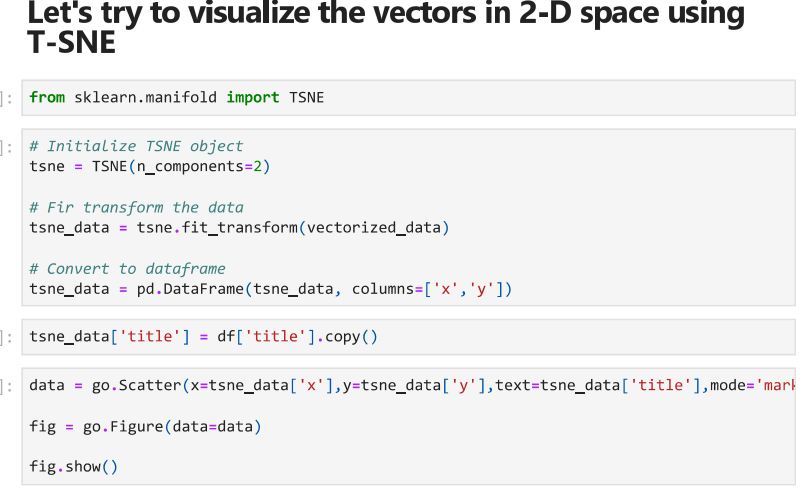 Let's try to visualize the vectors in 2-D space using
T-SNE
]: from sklearn.manifold import TSNE
]: # Initialize TSNE object
tsne = TSNE(n_components=2)
# Fir transform the data
tsne_data = tsne.fit_transform(vectorized_data)
# Convert to dataframe
tsne_data = pd.DataFrame(tsne_data, columns=['x','y'])
]: tsne_data['title'] = df['title'].copy()
]: data = go.Scatter(x=tsne_data['x'],y=tsne_data['y'],text=tsne_data['title'],mode='mark
fig = go.Figure(data=data)
fig.show()